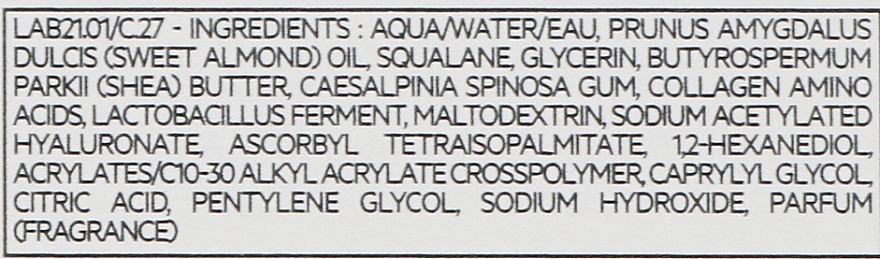 LAB21.01/C.27 - INGREDIENTS : AQUA/WATER/EAU, PRUNUS AMYGDALUS
DULCIS (SWEET ALMOND) OIL, SQUALANE, GLYCERIN, BUTYROSPERMUM
PARKII (SHEA) BUTTER, CAESALPINIA SPINOSA GUM, COLLAGEN AMINO
ACIDS, LACTOBACILLUS FERMENT, MALTODEXTRIN, SODIUM ACETYLATED
HYALURONATE, ASCORBYL TETRAISOPALMITATE, 1,2-HEXANEDIOL,
ACRYLATES/C10-30 ALKYL ACRYLATE CROSSPOLYMER, CAPRYLYL GLYCOL,
CITRIC ACID, PENTYLENE GLYCOL, SODIUM HYDROXIDE, PARFUM
(FRAGRANCE)